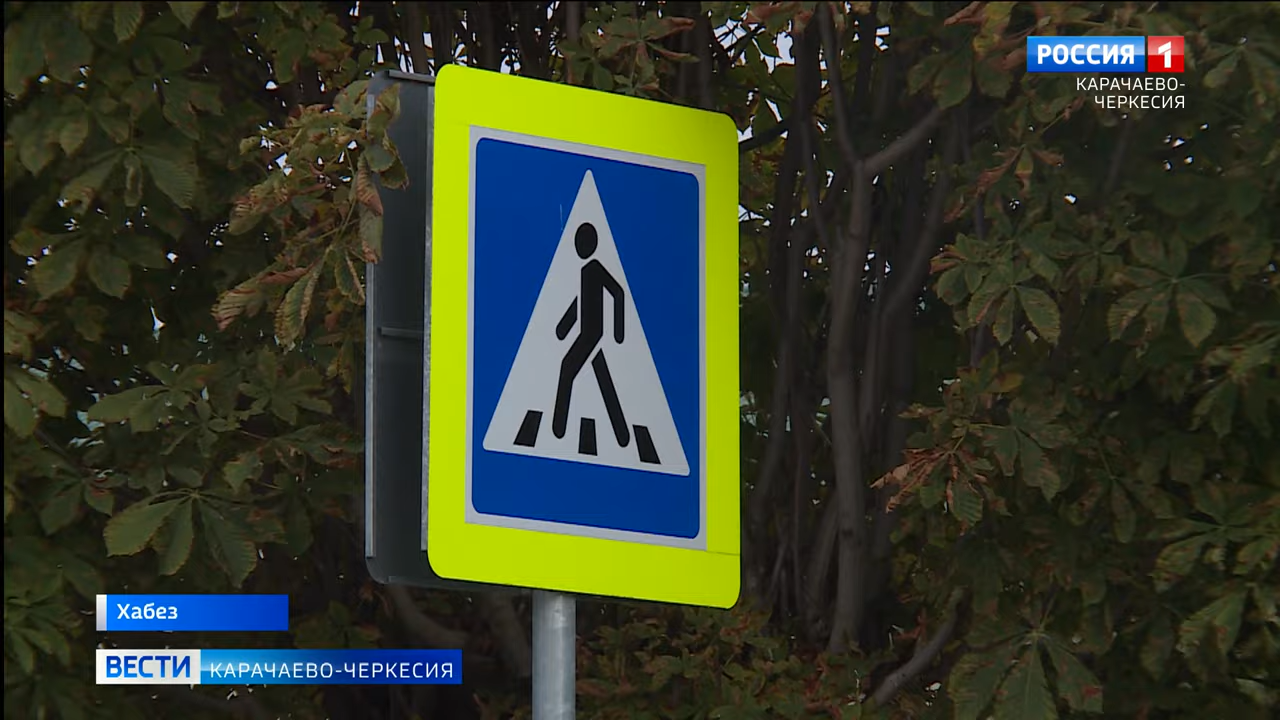 РОССИЯ 1
КАРАЧАЕВО-
ЧЕРКЕСИЯ
Хабез
ВЕСТИ КАРАЧАЕВО-ЧЕРКЕСИЯ